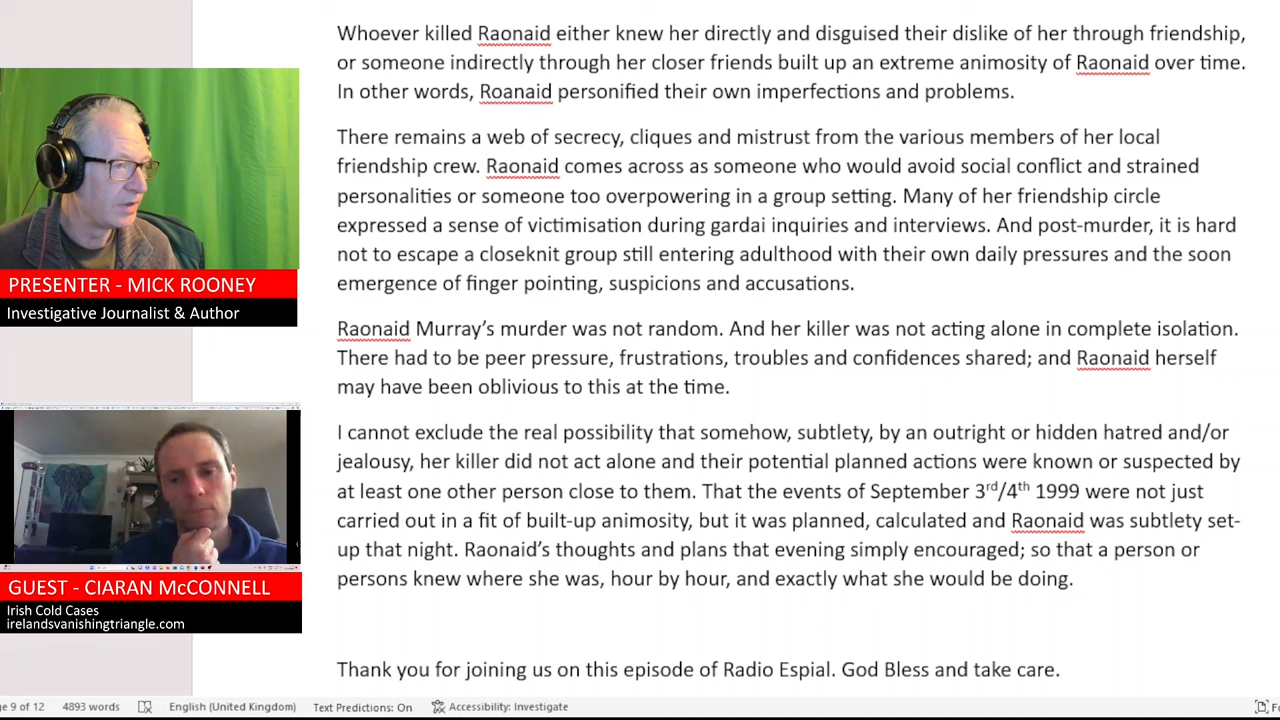 Whoever killed Raonaid either knew her directly and disguised their dislike of her through friendship,
or someone indirectly through her closer friends built up an extreme animosity of Raonaid over time.
In other words, Roanaid personified their own imperfections and problems.
There remains a web of secrecy, cliques and mistrust from the various members of her local
friendship crew. Raonaid comes across as someone who would avoid social conflict and strained
personalities or someone too overpowering in a group setting. Many of her friendship circle
expressed a sense of victimisation during gardai inquiries and interviews. And post-murder, it is hard
not to escape a closeknit group still entering adulthood with their own daily pressures and the soon
emergence of finger pointing, suspicions and accusations.
Raonaid Murray’s murder was not random. And her killer was not acting alone in complete isolation.
There had to be peer pressure, frustrations, troubles and confidences shared; and Raonaid herself
may have been oblivious to this at the time.
I cannot exclude the real possibility that somehow, subtlety, by an outright or hidden hatred and/or
jealousy, her killer did not act alone and their potential planned actions were known or suspected by
at least one other person close to them. That the events of September 3rd/4th 1999 were not just
carried out in a fit of built-up animosity, but it was planned, calculated and Raonaid was subtlety set-
up that night. Raonaid’s thoughts and plans that evening simply encouraged; so that a person or
persons knew where she was, hour by hour, and exactly what she would be doing.
Thank you for joining us on this episode of Radio Espial. God Bless and take care.
PRESENTER - MICK ROONEY
Investigative Journalist & Author
GUEST - CIARAN McCONNELL
Irish Cold Cases
irelandsvanishingtriangle.com
ge 9 of 12 4893 words English (United Kingdom) Text Predictions: On Accessibility: Investigate